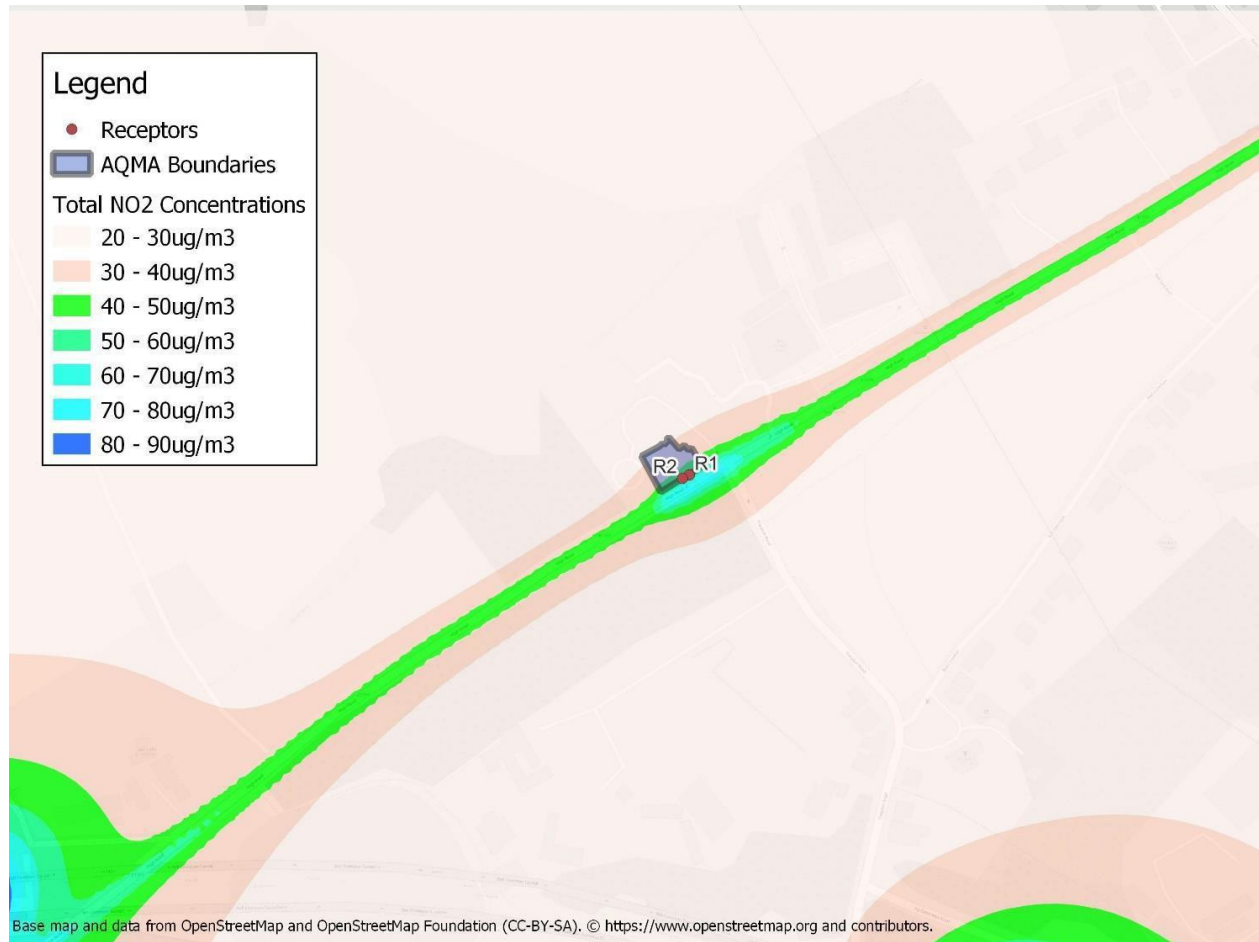 Legend
Receptors
AQMA Boundaries
Total NO2 Concentrations
20 - 30ug/m3
30 - 40ug/m3
40 - 50ug/m3
50 - 60ug/m3
60 - 70ug/m3
70 - 80ug/m3
80 - 90ug/m3
R2
R1
Base map and data from OpenStreetMap and OpenStreetMap Foundation (CC-BY-SA). © https://www.openstreetmap.org and contributors.